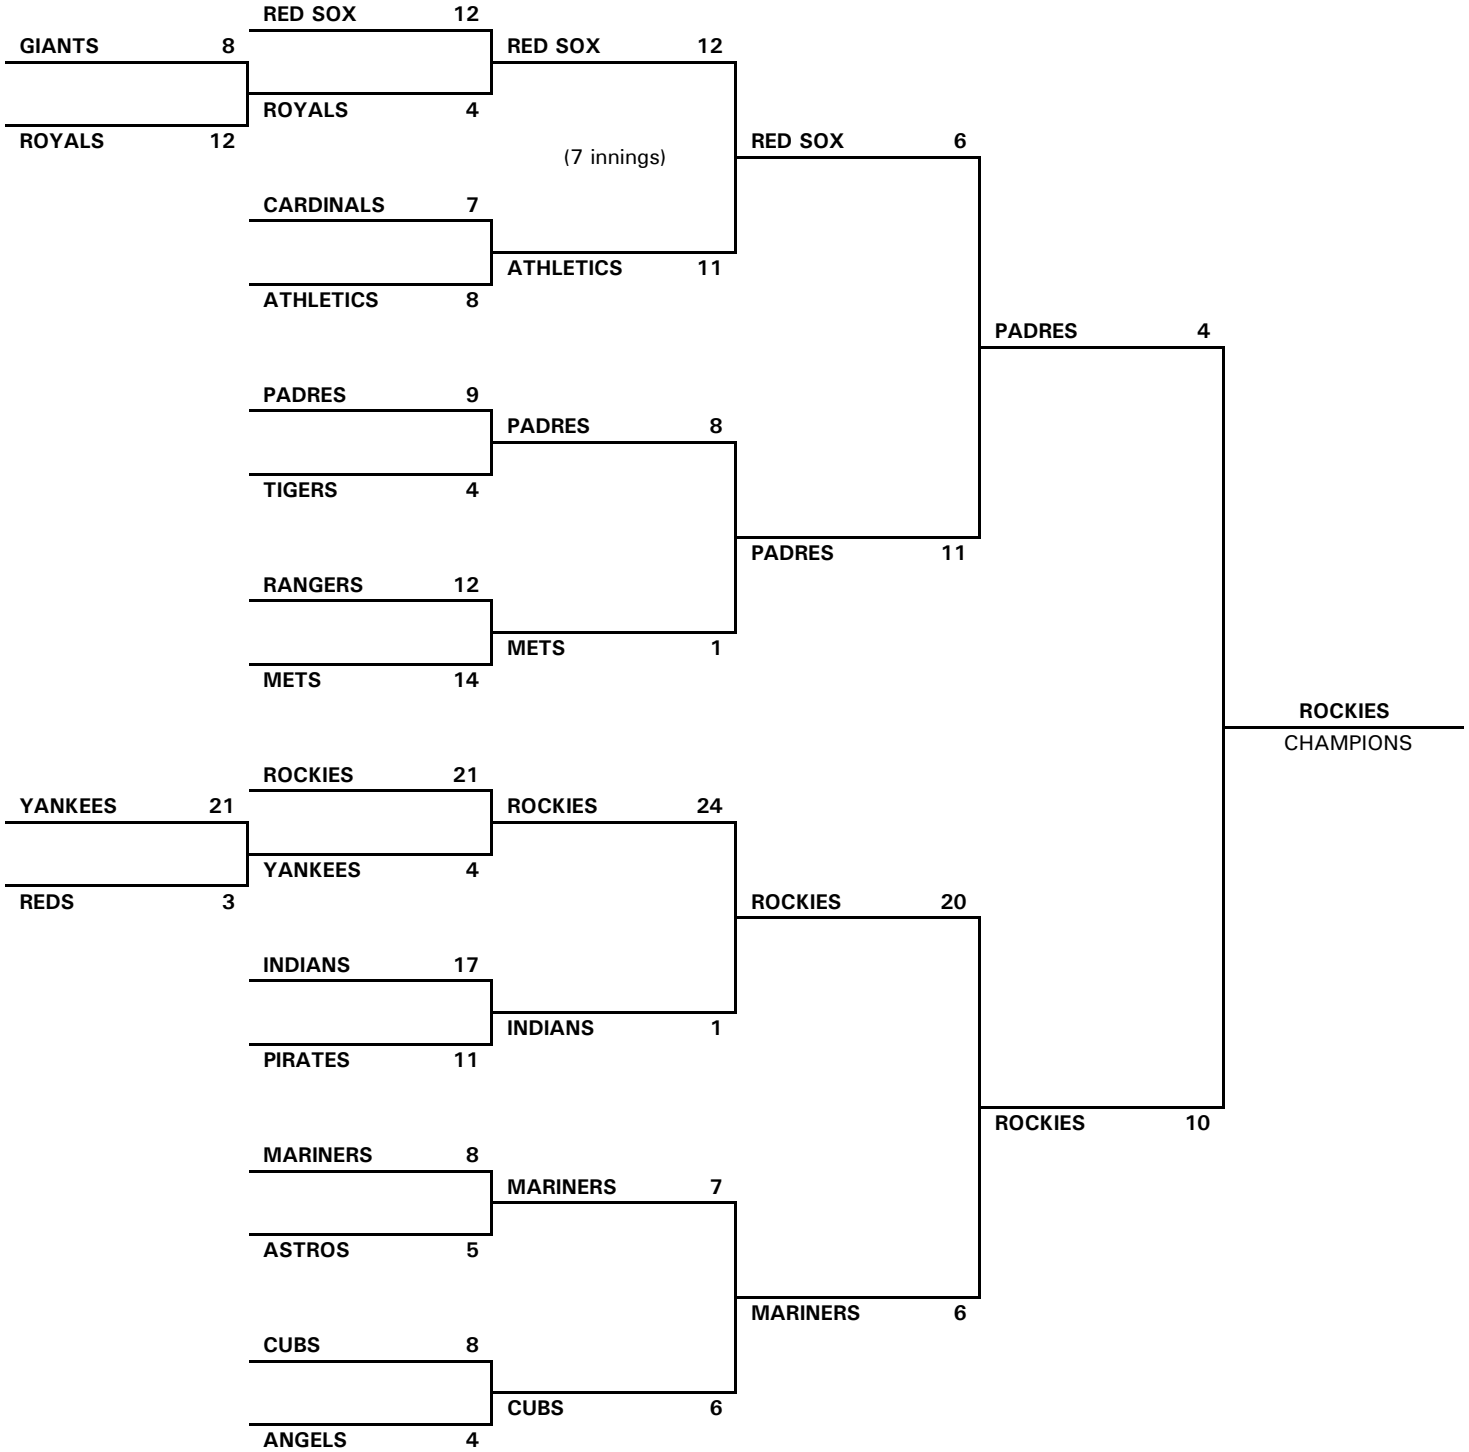 RED SOX 12
GIANTS 8
RED SOX 12
ROYALS 4
ROYALS 12
RED SOX 6
(7 innings)
CARDINALS 7
ATHLETICS 11
ATHLETICS 8
PADRES 4
PADRES 9
PADRES 8
TIGERS 4
PADRES 11
RANGERS 12
METS 1
METS 14
ROCKIES
CHAMPIONS
ROCKIES 21
YANKEES 21
ROCKIES 24
YANKEES 4
REDS 3
ROCKIES 20
INDIANS 17
INDIANS 1
PIRATES 11
ROCKIES 10
MARINERS 8
MARINERS 7
ASTROS 5
MARINERS 6
CUBS 8
CUBS 6
ANGELS 4